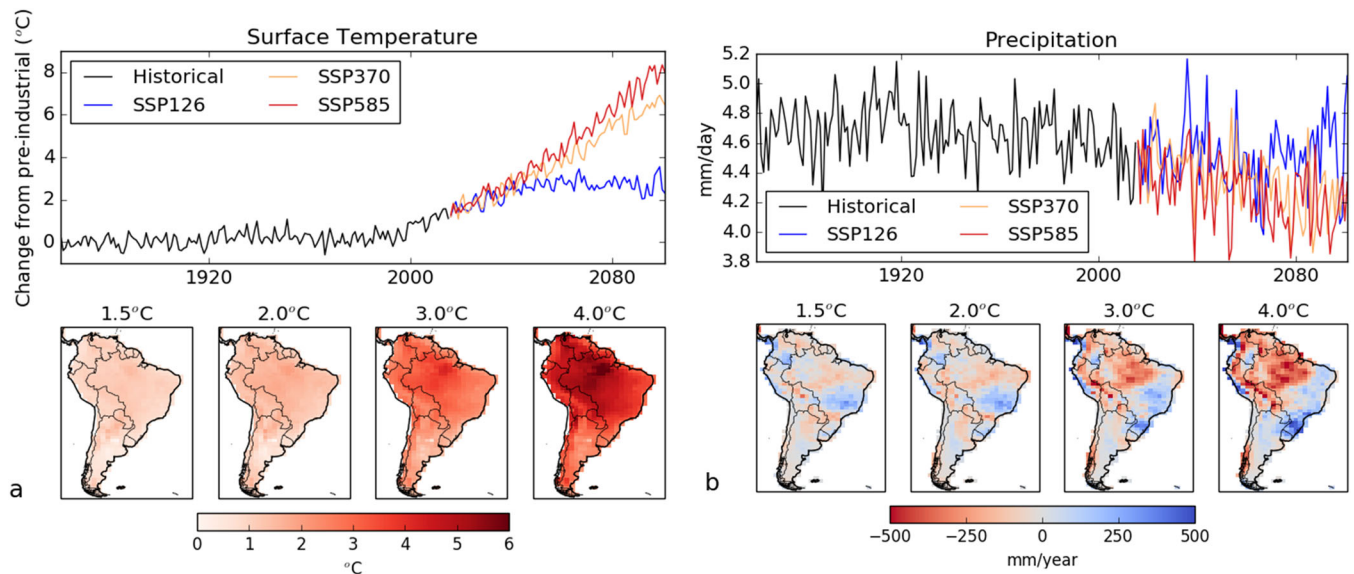 Surface Temperature
Change from pre-industrial (°C)
8
6
4
2
0
Historical
SSP126
SSP370
SSP585
1920
2000
2080
1.5°C
2.0°C
3.0°C
4.0°C
a
0
1
2
3
4
5
6
°C
Precipitation
mm/day
5.2
5.0
4.8
4.6
4.4
4.2
4.0
3.8
Historical
SSP126
SSP370
SSP585
1920
2000
2080
1.5°C
2.0°C
3.0°C
4.0°C
b
−500
−250
0
250
500
mm/year